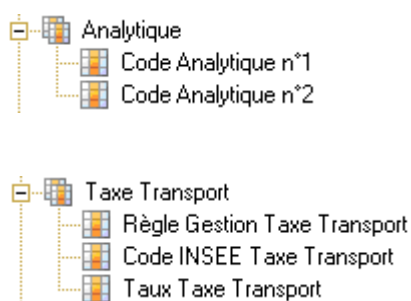 Analytique
Code Analytique n°1
Code Analytique n°2
Taxe Transport
Règle Gestion Taxe Transport
Code INSEE Taxe Transport
Taux Taxe Transport